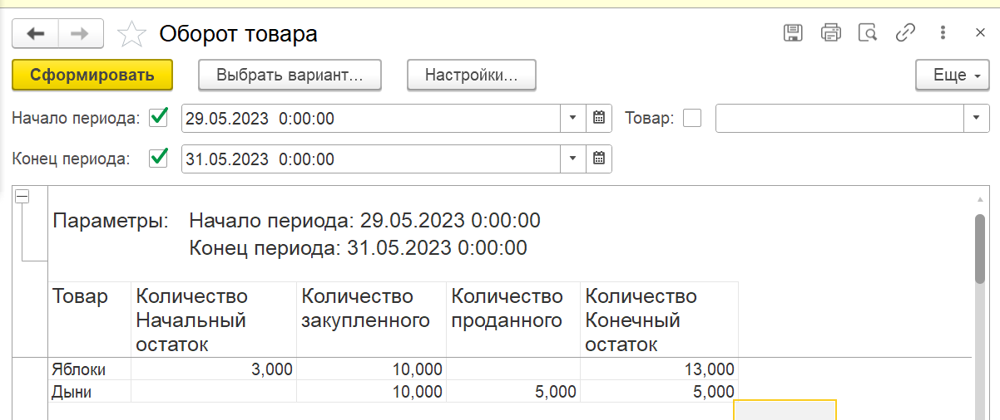 Оборот товара
Сформировать
Выбрать вариант...
Настройки...
Еще
Начало периода:
29.05.2023 0:00:00
Товар:
Конец периода:
31.05.2023 0:00:00
Параметры: Начало периода: 29.05.2023 0:00:00
Конец периода: 31.05.2023 0:00:00
Товар Количество Количество Количество Количество
Начальный закупленного проданного Конечный
остаток остаток
Яблоки 3,000 10,000 13,000
Дыни 10,000 5,000 5,000